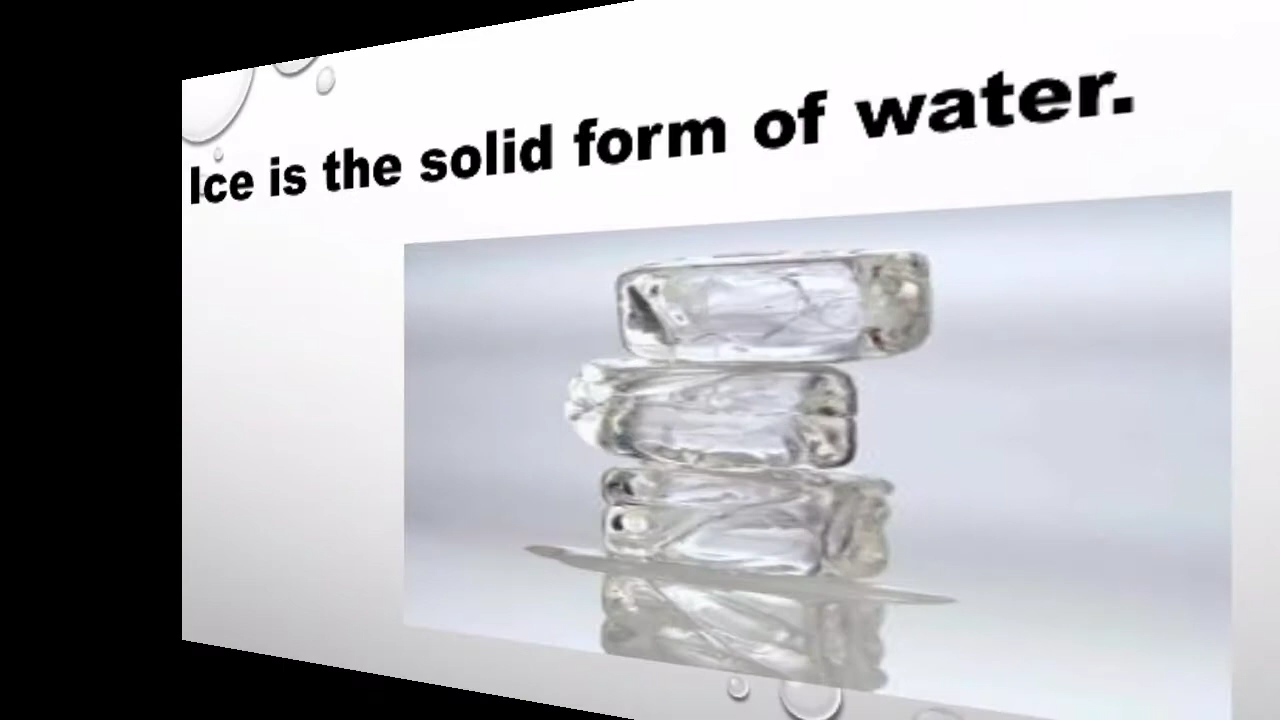 Ice is the solid form of water.